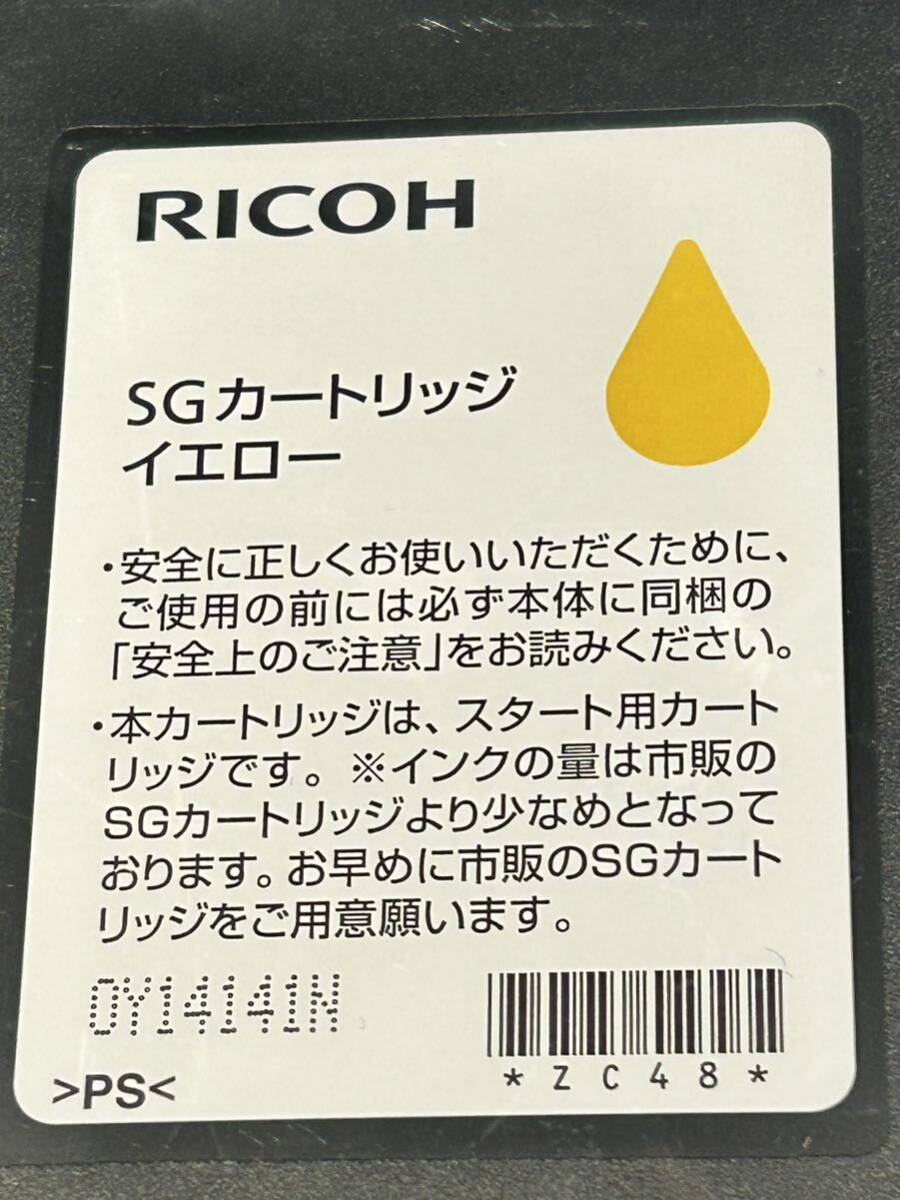 RICOH
SGカートリッジ
イエロー
・安全に正しくお使いいただくために、
ご使用の前には必ず本体に同梱の
「安全上のご注意」をお読みください。
・本カートリッジは、スタート用カート
リッジです。※インクの量は市販の
SGカートリッジより少なめとなって
おります。お早めに市販のSGカート
リッジをご用意願います。
OY14141N
*ZC48*
>PS<